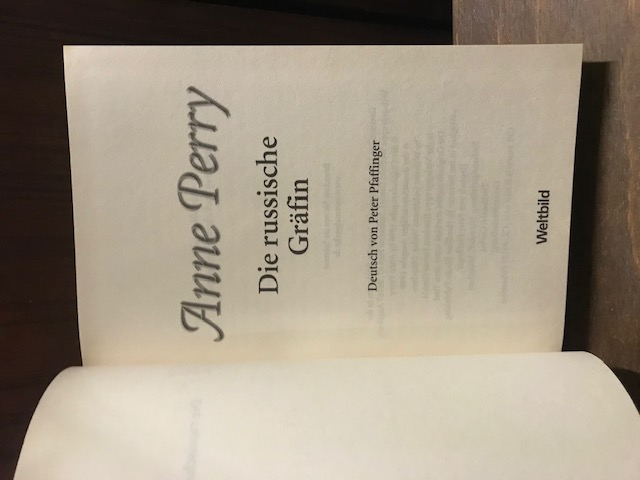 Anne Perry
Die russische
Gräfin
Deutsch von Peter Pfaffinger
Weltbild